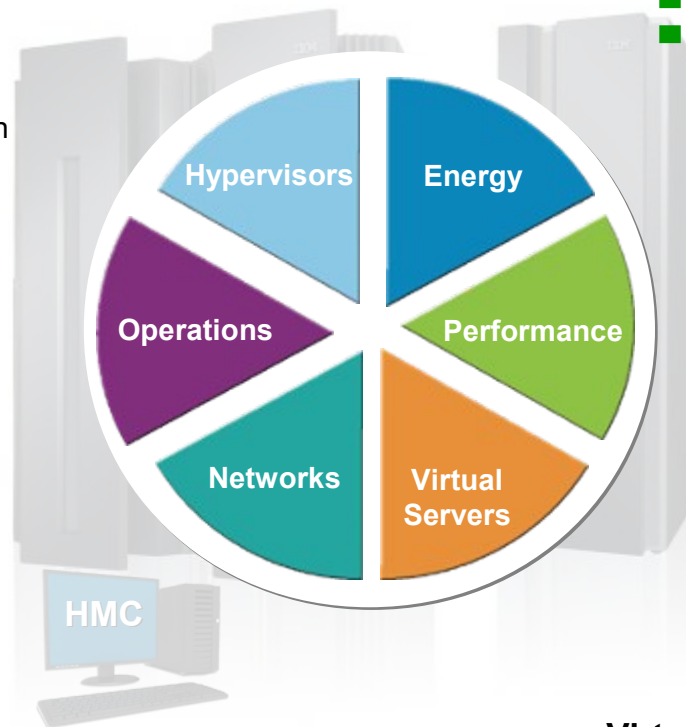 Hypervisors
Energy
Operations
Performance
Networks
Virtual
Servers
HMC